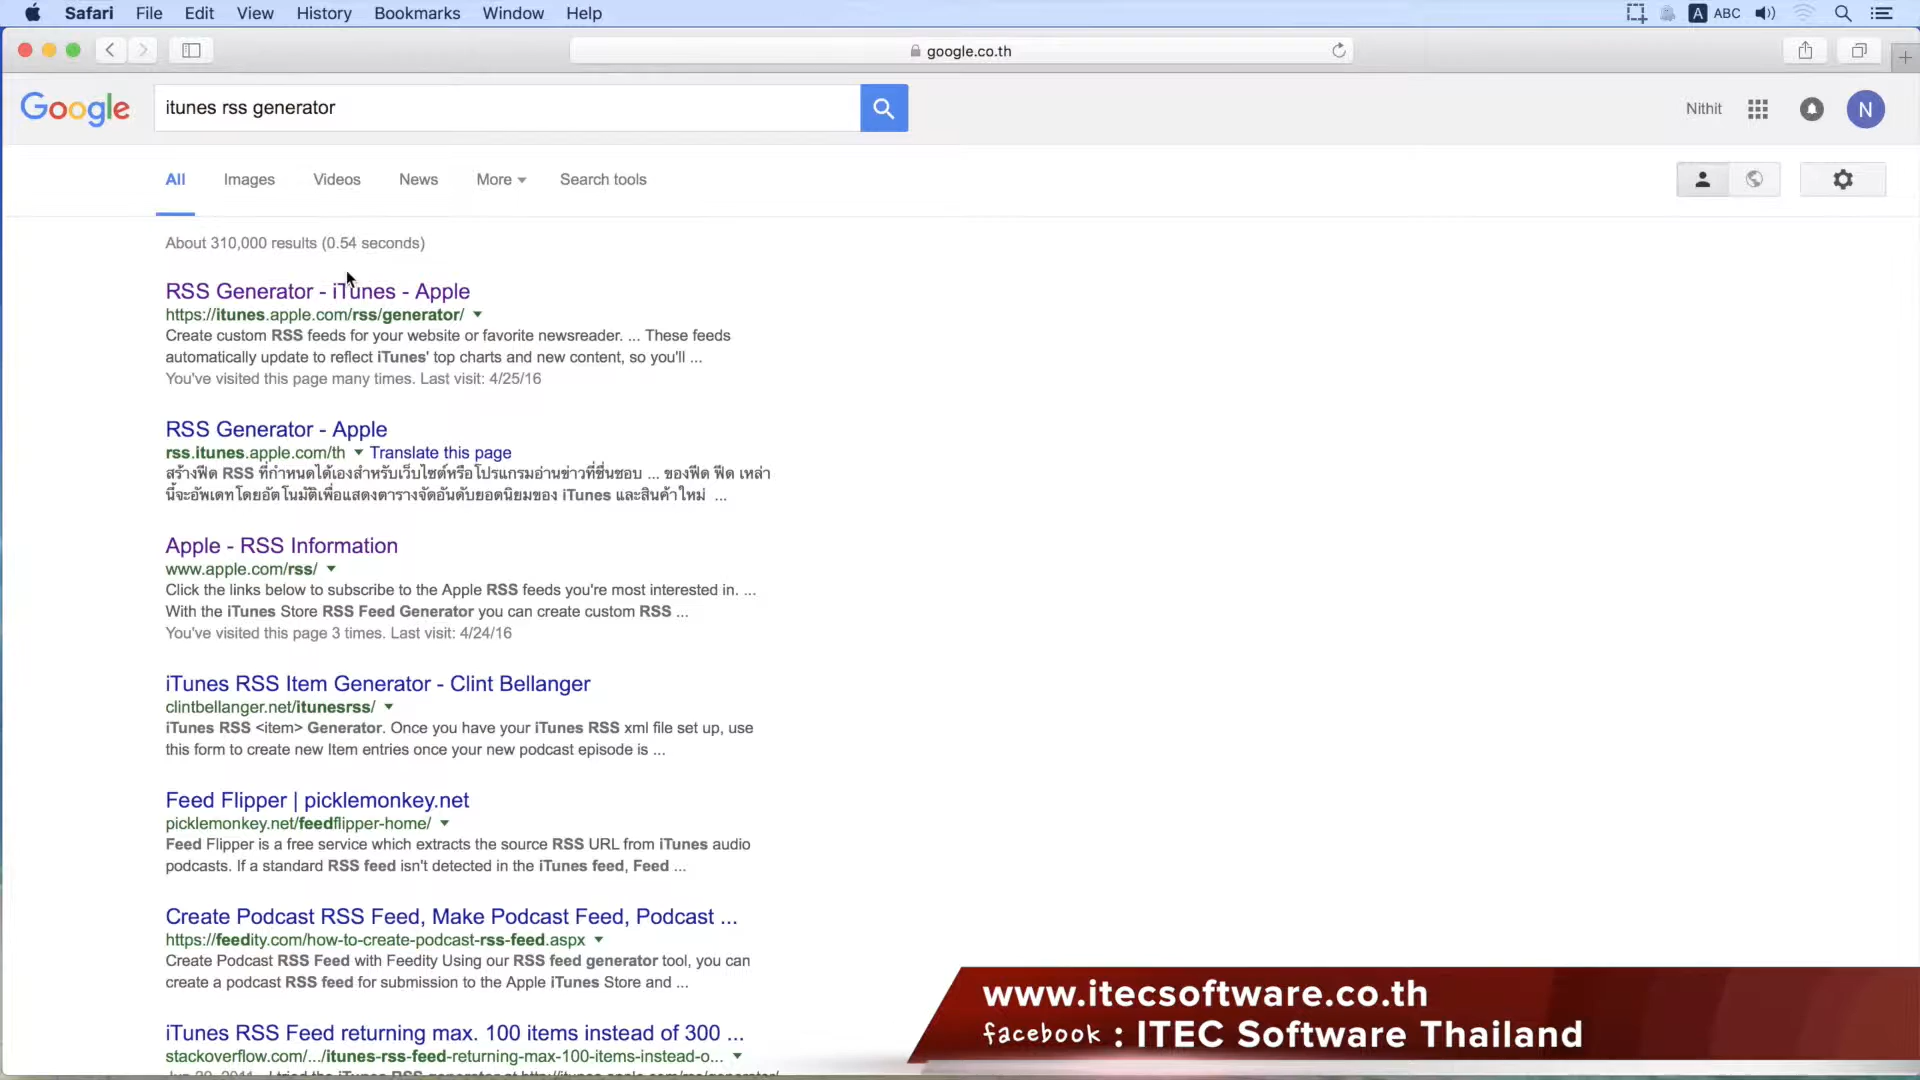 Safari File Edit View History Bookmarks Window Help A ABC
google.co.th
Google itunes rss generator Nithit N
All Images Videos News More Search tools
About 310,000 results (0.54 seconds)
RSS Generator - iTunes - Apple
https://itunes.apple.com/rss/generator/
Create custom RSS feeds for your website or favorite newsreader. ... These feeds
automatically update to reflect iTunes' top charts and new content, so you'll ...
You've visited this page many times. Last visit: 4/25/16
RSS Generator - Apple
rss.itunes.apple.com/th Translate this page
สร้างฟีด RSS ที่กำหนดได้เองสำหรับเว็บไซต์หรือโปรแกรมอ่านข่าวที่ชื่นชอบ ... ของฟีด ฟีด เหล่า
นี้จะอัพเดทโดยอัตโนมัติเพื่อแสดงตารางจัดอันดับยอดนิยมของ iTunes และสินค้าใหม่ ...
Apple - RSS Information
www.apple.com/rss/
Click the links below to subscribe to the Apple RSS feeds you're most interested in. ...
With the iTunes Store RSS Feed Generator you can create custom RSS ...
You've visited this page 3 times. Last visit: 4/24/16
iTunes RSS Item Generator - Clint Bellanger
clintbellanger.net/itunesrss/
iTunes RSS <item> Generator. Once you have your iTunes RSS xml file set up, use
this form to create new Item entries once your new podcast episode is ...
Feed Flipper | picklemonkey.net
picklemonkey.net/feedflipper-home/
Feed Flipper is a free service which extracts the source RSS URL from iTunes audio
podcasts. If a standard RSS feed isn't detected in the iTunes feed, Feed ...
Create Podcast RSS Feed, Make Podcast Feed, Podcast ...
https://feedity.com/how-to-create-podcast-rss-feed.aspx
Create Podcast RSS Feed with Feedity Using our RSS feed generator tool, you can
create a podcast RSS feed for submission to the Apple iTunes Store and ...
iTunes RSS Feed returning max. 100 items instead of 300 ...
stackoverflow.com/.../itunes-rss-feed-returning-max-100-items-instead-o...
www.itecsoftware.co.th
facebook : ITEC Software Thailand